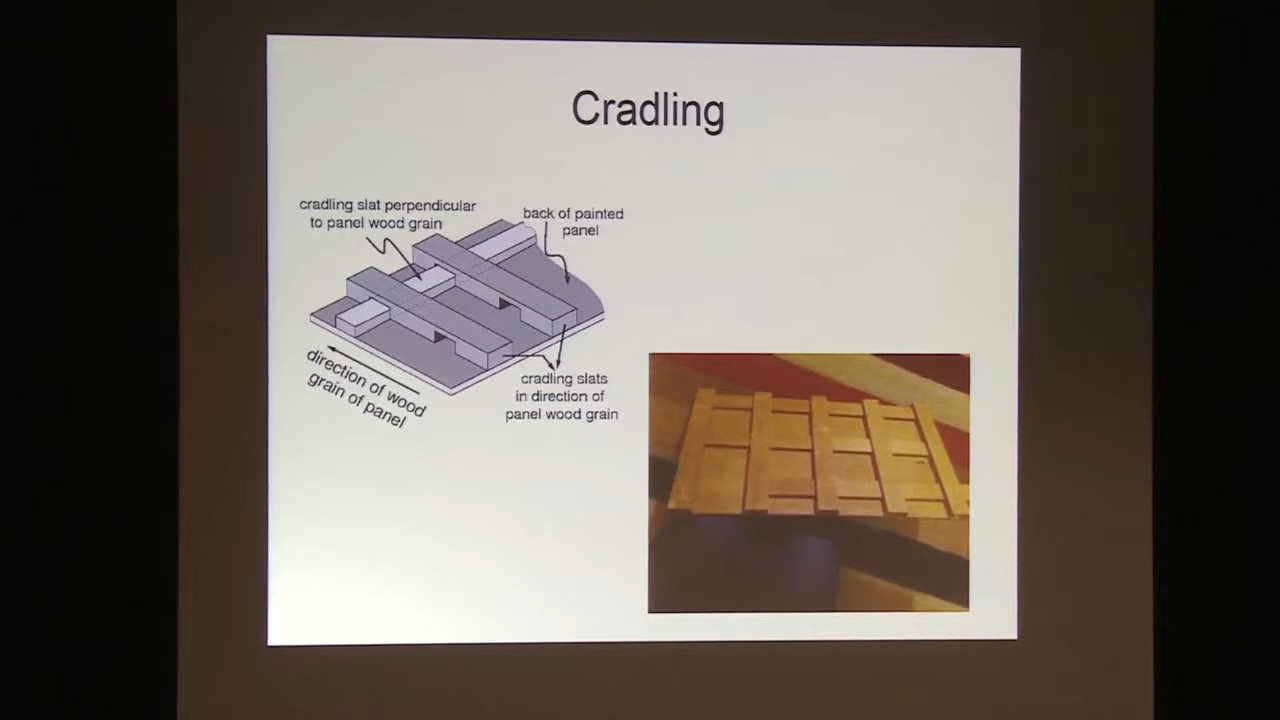 Cradling
cradling slat perpendicular
to panel wood grain
back of painted
panel
direction of wood
grain of panel
cradling slats
in direction of
panel wood grain